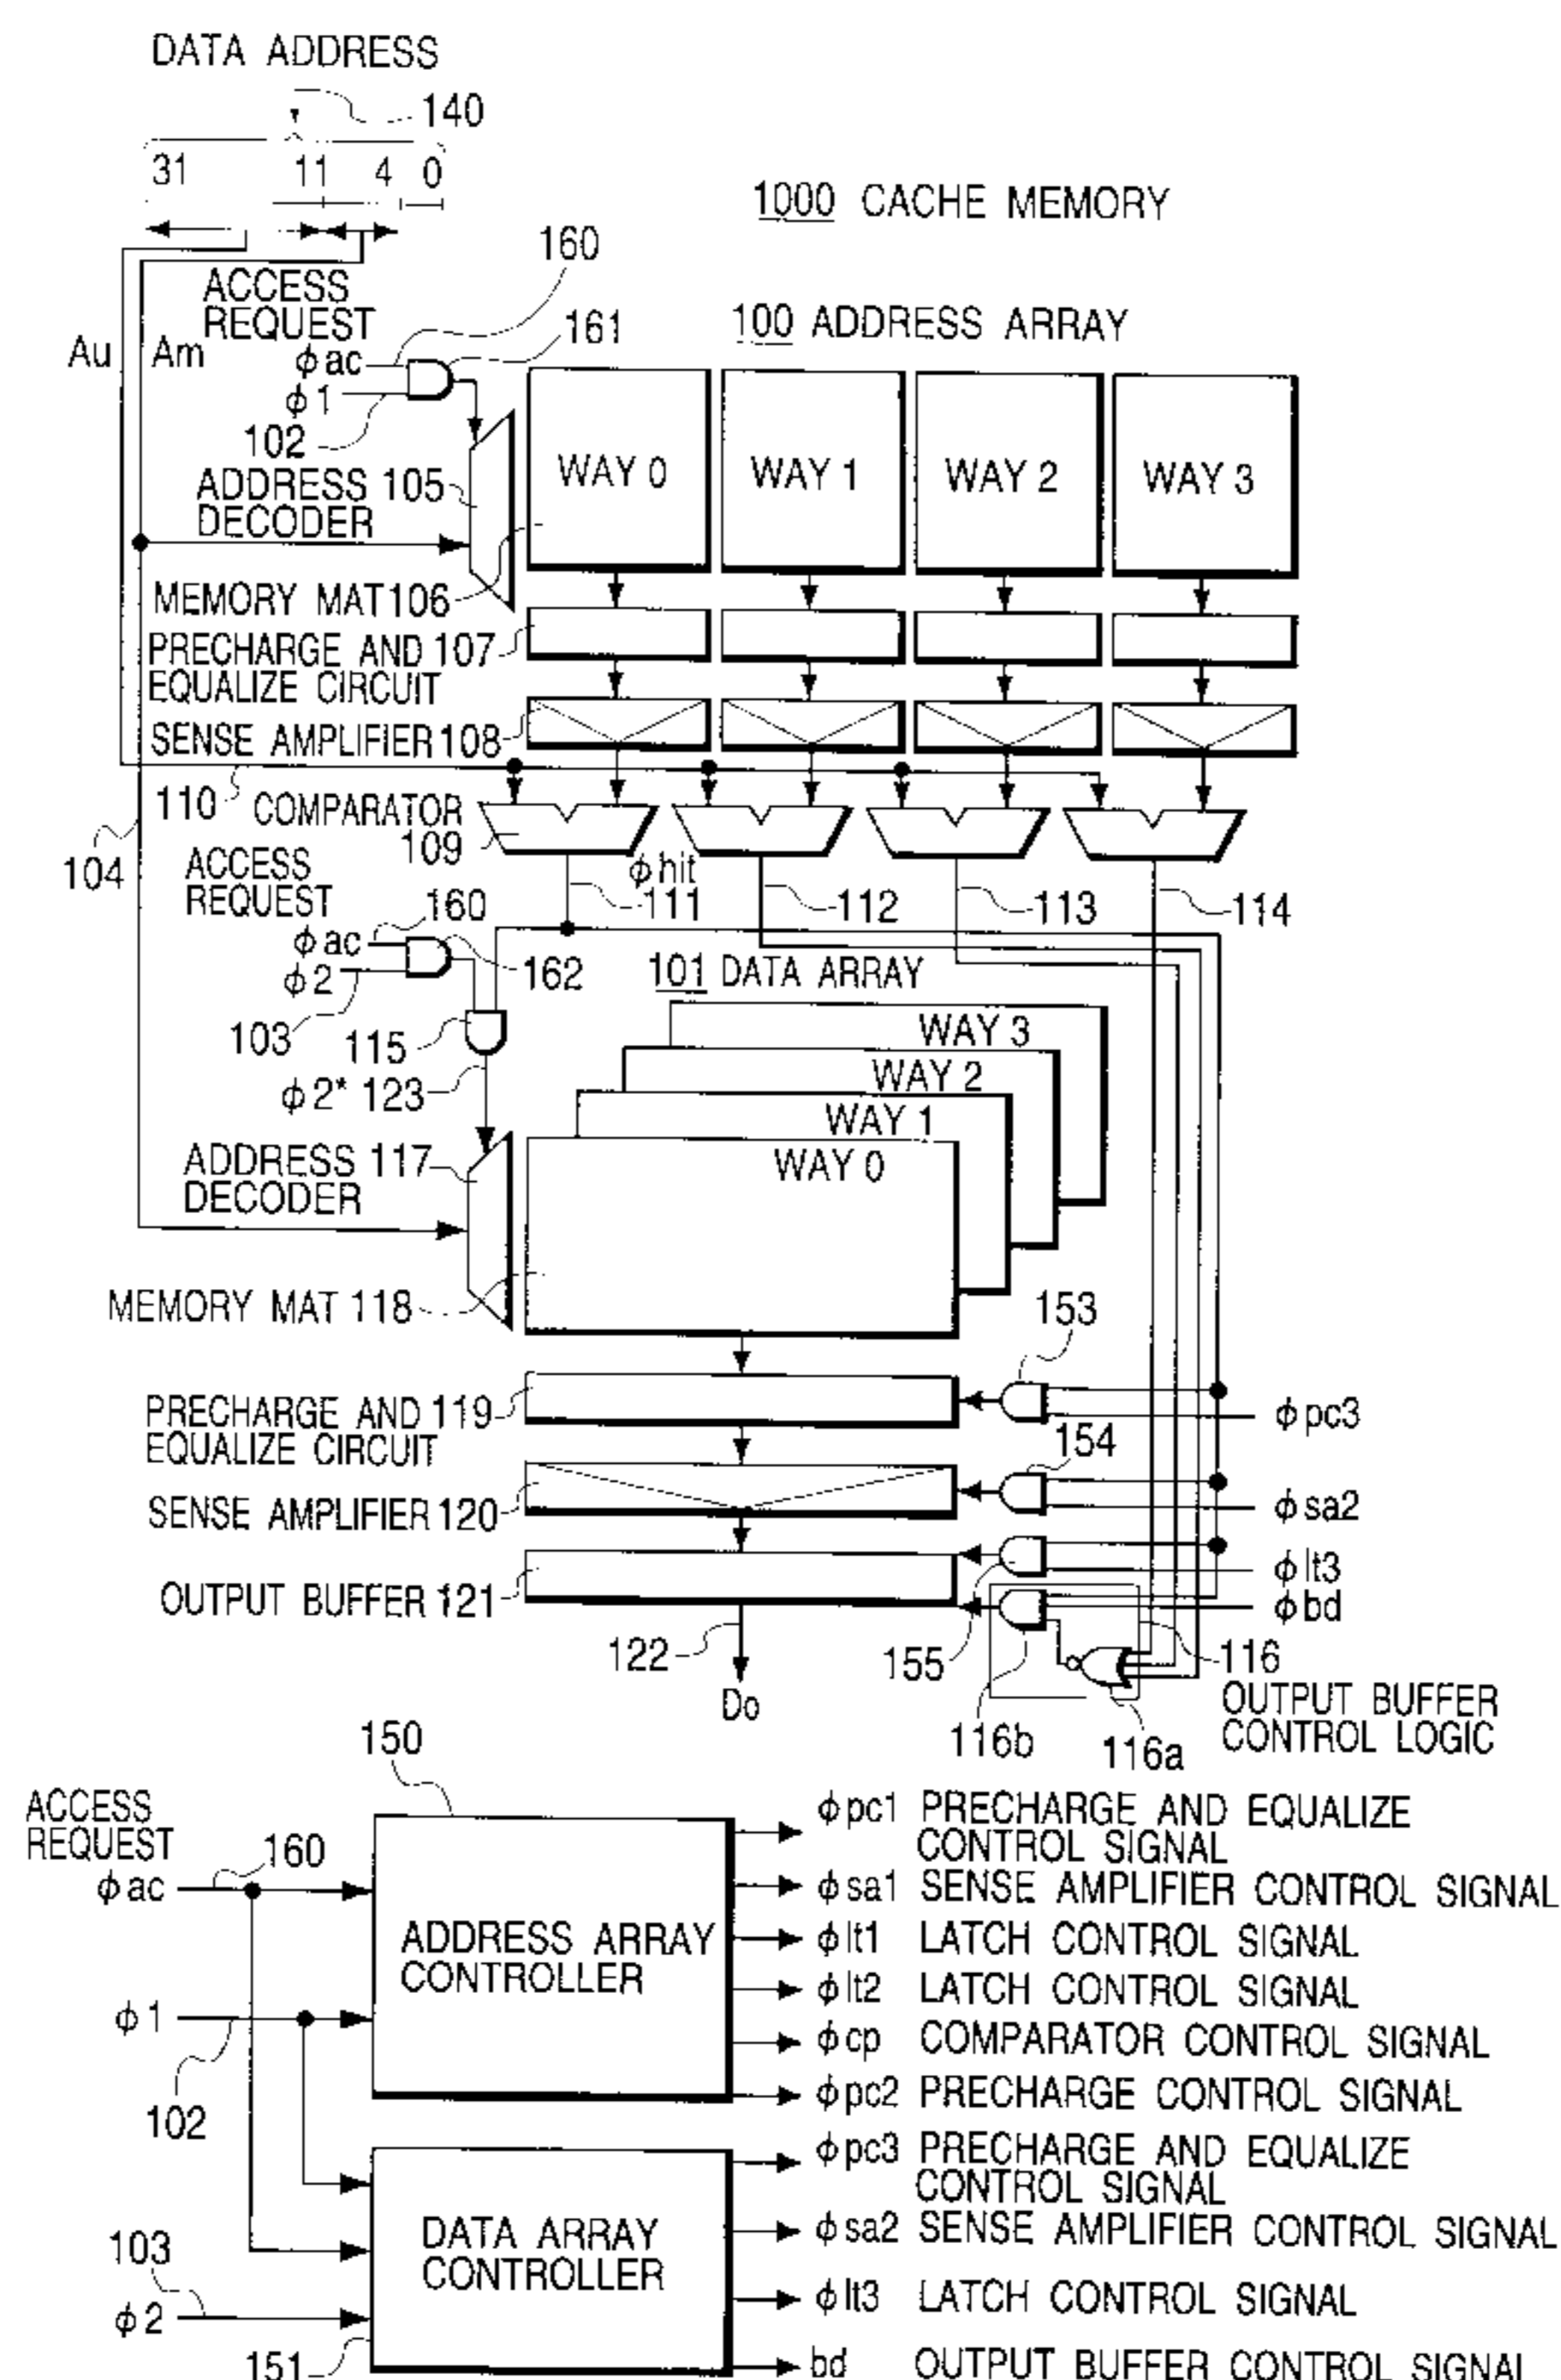 DATA ADDRESS
140
31 11 4 0
1000 CACHE MEMORY
160
ACCESS
REQUEST
161
100 ADDRESS ARRAY
Au Am
ϕac
ϕ1
102
WAY 0 WAY 1 WAY 2 WAY 3
ADDRESS 105
DECODER
MEMORY MAT 106
PRECHARGE AND 107
EQUALIZE CIRCUIT
SENSE AMPLIFIER 108
110 COMPARATOR
109
104
ϕhit
111 112 113 114
ACCESS
REQUEST
160
ϕac
ϕ2
162
101 DATA ARRAY
103 115
WAY 3
ϕ2* 123
WAY 2
WAY 1
ADDRESS 117
DECODER
WAY 0
MEMORY MAT 118
153
PRECHARGE AND 119
EQUALIZE CIRCUIT
ϕpc3
154
SENSE AMPLIFIER 120
ϕsa2
ϕlt3
OUTPUT BUFFER 121
ϕbd
122
155
116
OUTPUT BUFFER
CONTROL LOGIC
Do
116b 116a
150
ACCESS
REQUEST
160
ϕac
ϕ1
102
ADDRESS ARRAY
CONTROLLER
ϕpc1 PRECHARGE AND EQUALIZE
CONTROL SIGNAL
ϕsa1 SENSE AMPLIFIER CONTROL SIGNAL
ϕlt1 LATCH CONTROL SIGNAL
ϕlt2 LATCH CONTROL SIGNAL
ϕcp COMPARATOR CONTROL SIGNAL
ϕpc2 PRECHARGE CONTROL SIGNAL
ϕpc3 PRECHARGE AND EQUALIZE
CONTROL SIGNAL
DATA ARRAY
CONTROLLER
103
ϕ2
151
ϕsa2 SENSE AMPLIFIER CONTROL SIGNAL
ϕlt3 LATCH CONTROL SIGNAL
bd OUTPUT BUFFER CONTROL SIGNAL